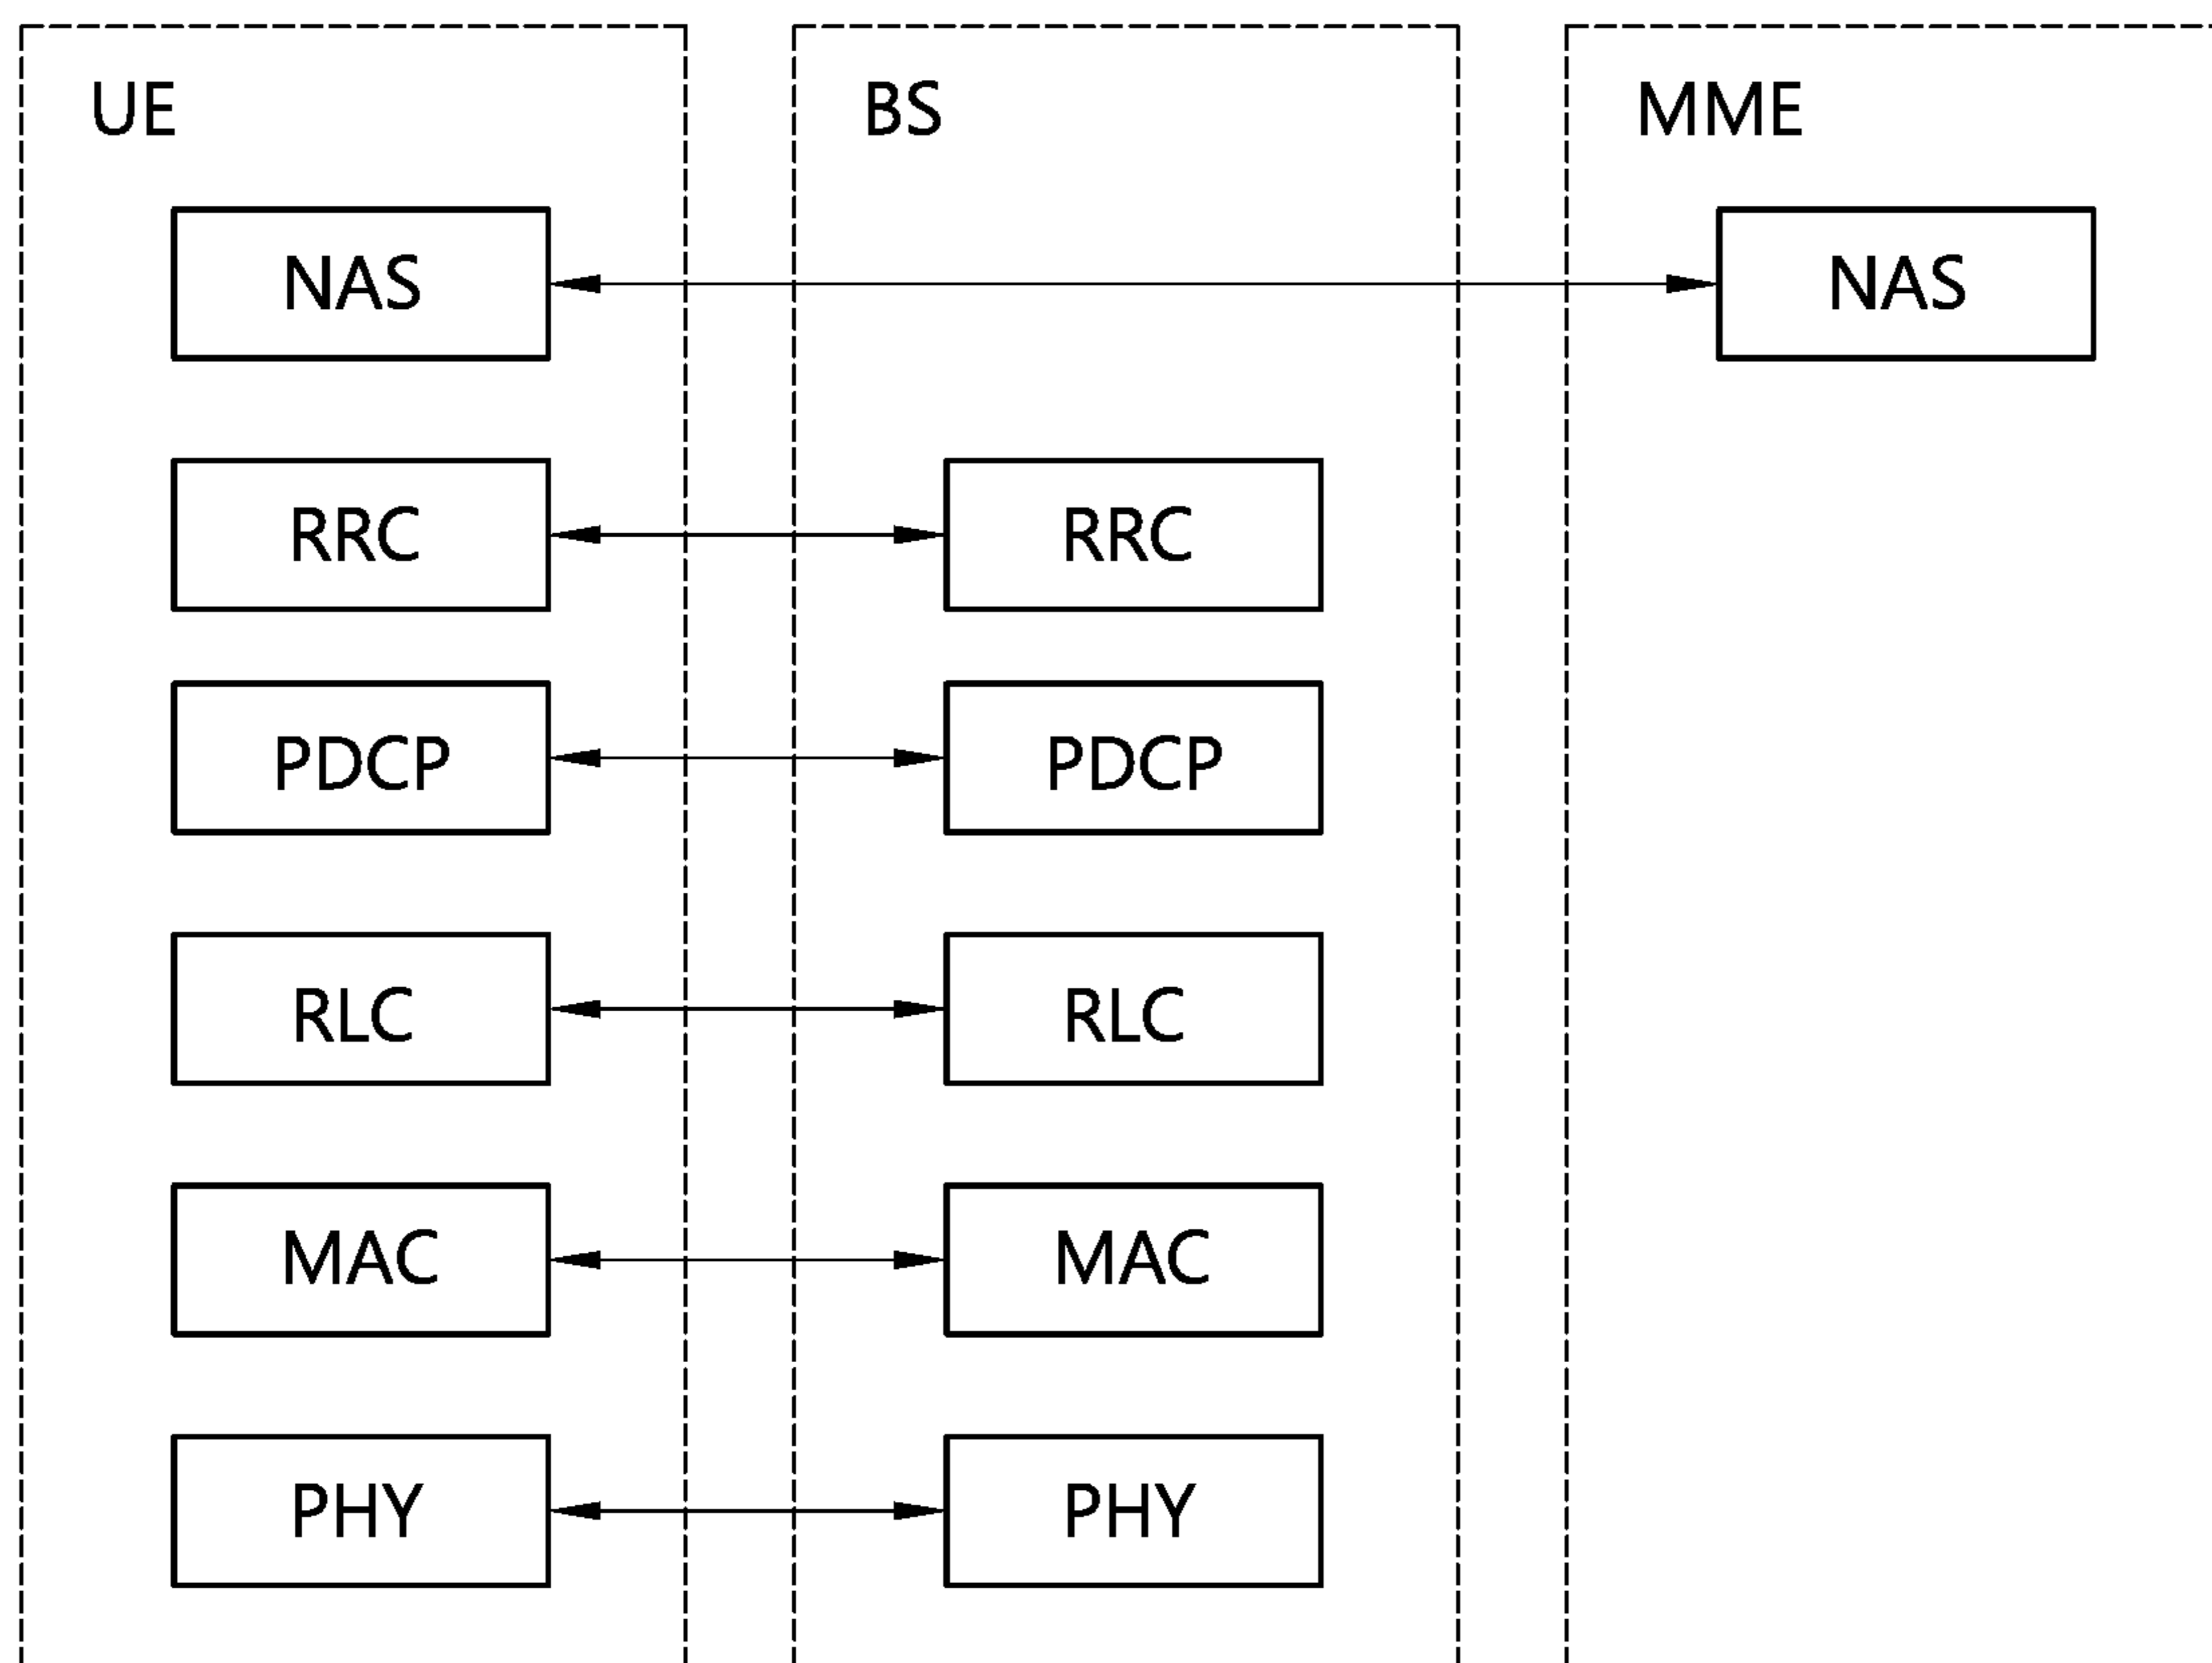 UE BS MME
NAS NAS
RRC RRC
PDCP PDCP
RLC RLC
MAC MAC
PHY PHY